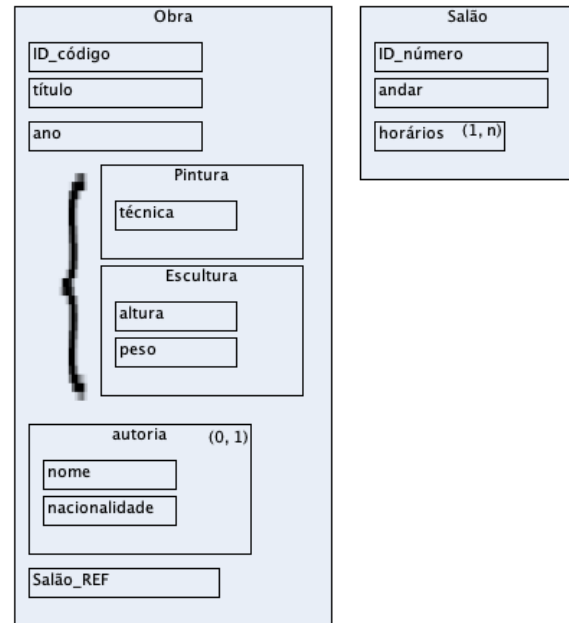 Obra
ID_código
título
ano
Pintura
técnica
Escultura
altura
peso
autoria (0, 1)
nome
nacionalidade
Salão_REF
Salão
ID_número
andar
horários (1, n)